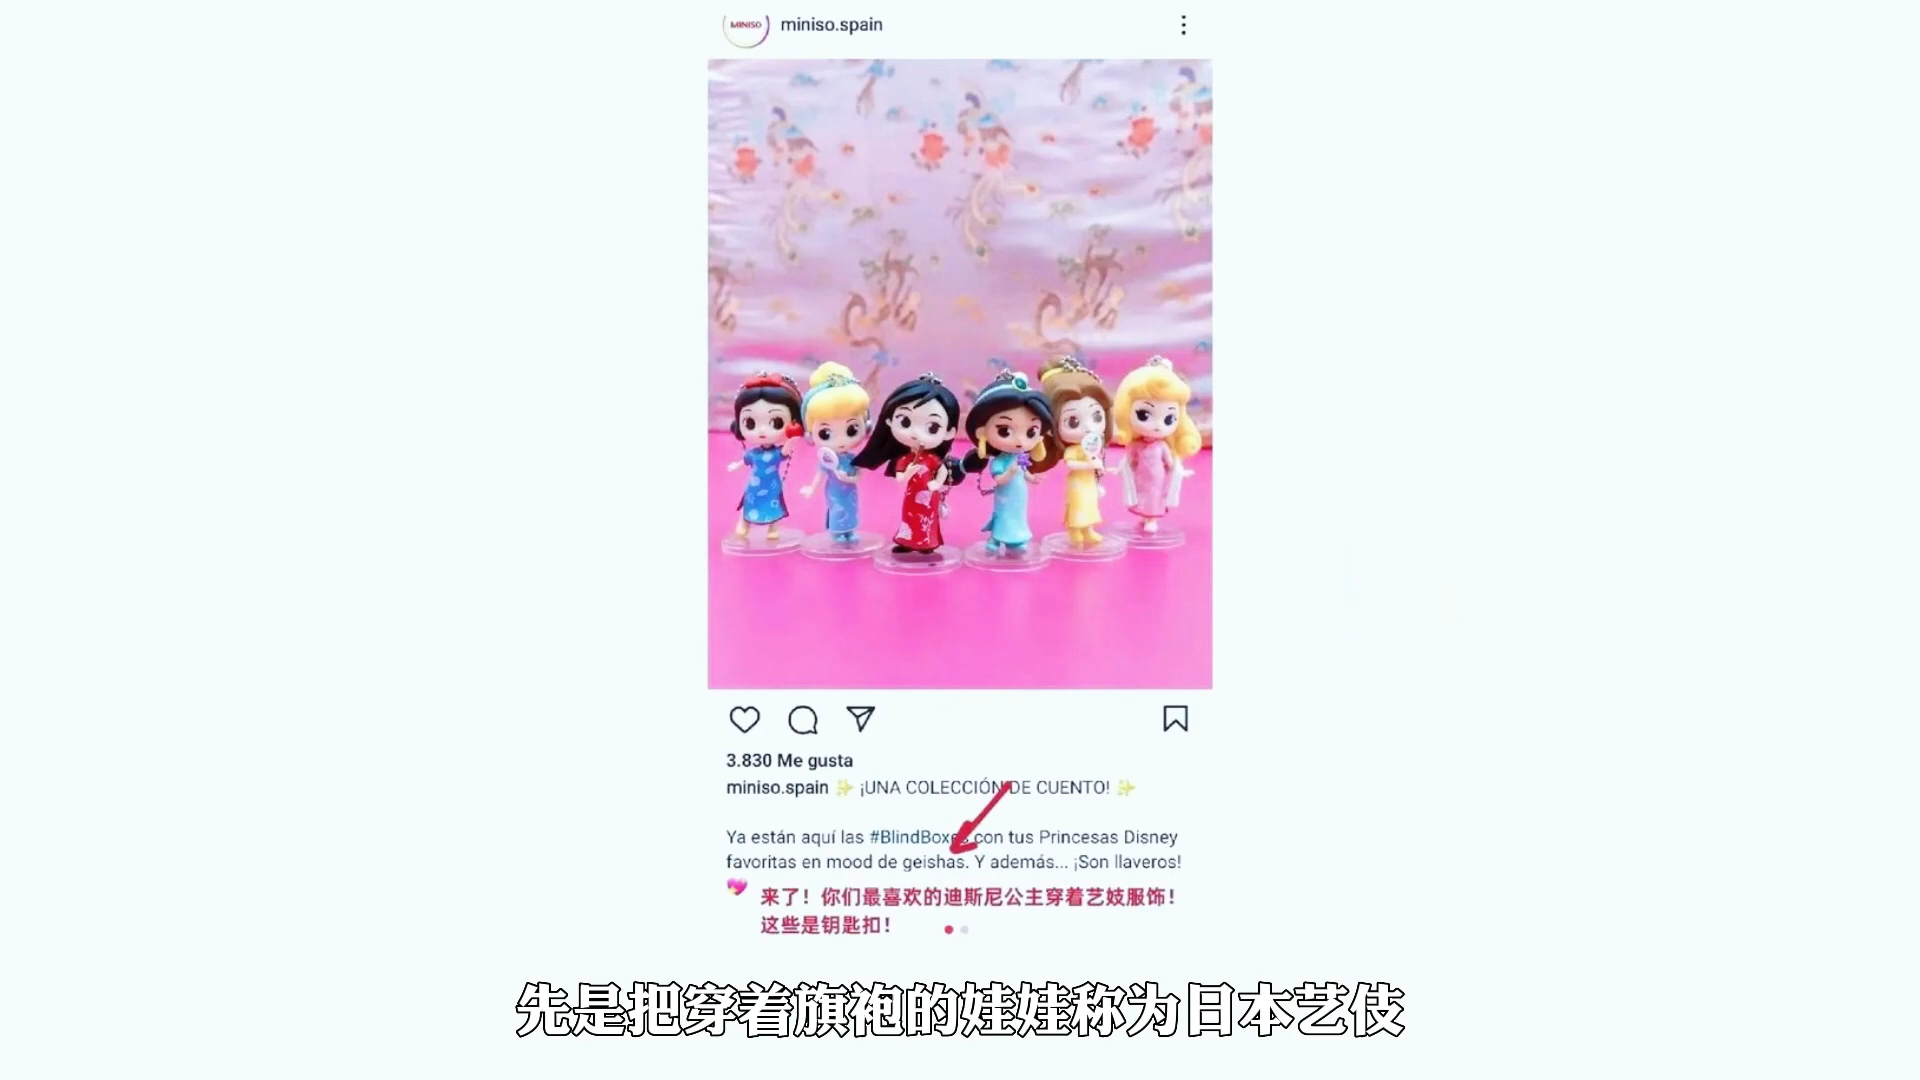 MINISO
miniso.spain
3.830 Me gusta
miniso.spain ✨ ¡UNA COLECCIÓN DE CUENTO! ✨
Ya están aquí las #BlindBoxes con tus Princesas Disney
favoritas en mood de geishas. Y además... ¡Son llaveros!
💖 来了！你们最喜欢的迪斯尼公主穿着艺妓服饰！
这些是钥匙扣！
先是把穿着旗袍的娃娃称为日本艺伎